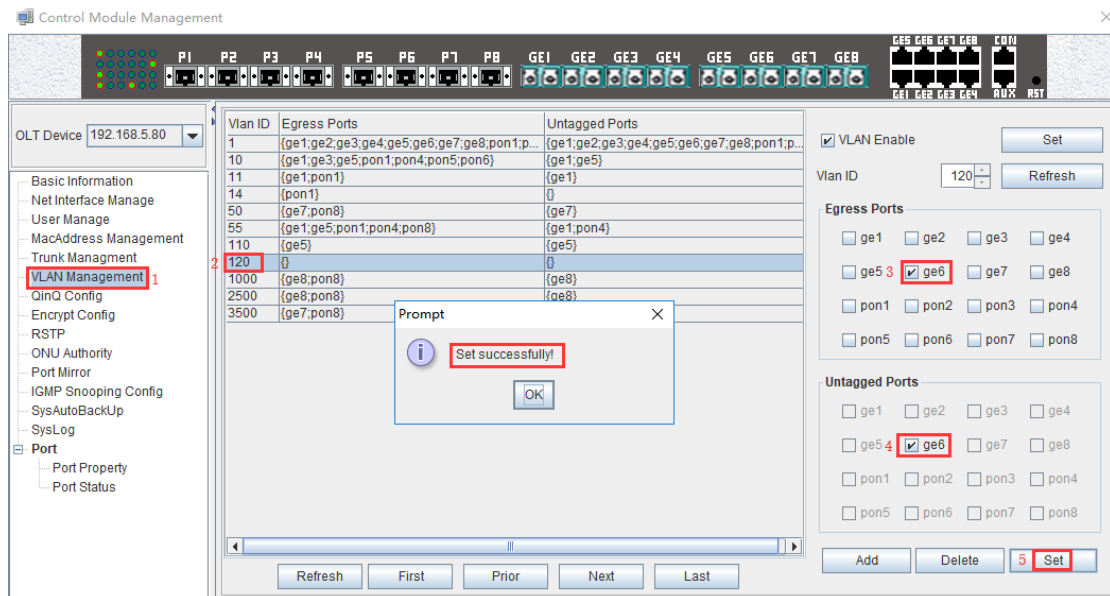 Control Module Management
P1 P2 P3 P4 P5 P6 P7 P8 GE1 GE2 GE3 GE4 GE5 GE6 GE7 GE8
GE5 GE6 GE7 GE8 CON
GE1 GE2 GE3 GE4 AUX RST
OLT Device 192.168.5.80
Basic Information
Net Interface Manage
User Manage
MacAddress Management
Trunk Managment
VLAN Management 1
QinQ Config
Encrypt Config
RSTP
ONU Authority
Port Mirror
IGMP Snooping Config
SysAutoBackUp
SysLog
Port
Port Property
Port Status
Vlan ID Egress Ports Untagged Ports
1 {ge1;ge2;ge3;ge4;ge5;ge6;ge7;ge8;pon1;p... {ge1;ge2;ge3;ge4;ge5;ge6;ge7;ge8;pon1;p...
10 {ge1;ge3;ge5;pon1;pon4;pon5;pon6} {ge1;ge5}
11 {ge1;pon1} {ge1}
14 {pon1} {}
50 {ge7;pon8} {ge7}
55 {ge1;ge5;pon1;pon4;pon8} {ge1;pon4}
110 {ge5} {ge5}
2 120 {} {}
1000 {ge8;pon8} {ge8}
2500 {ge8;pon8} {ge8}
3500 {ge7;pon8}
Prompt
Set successfully!
OK
Refresh First Prior Next Last
VLAN Enable Set
Vlan ID 120 Refresh
Egress Ports
ge1 ge2 ge3 ge4
ge5 3 ge6 ge7 ge8
pon1 pon2 pon3 pon4
pon5 pon6 pon7 pon8
Untagged Ports
ge1 ge2 ge3 ge4
ge5 4 ge6 ge7 ge8
pon1 pon2 pon3 pon4
pon5 pon6 pon7 pon8
Add Delete 5 Set